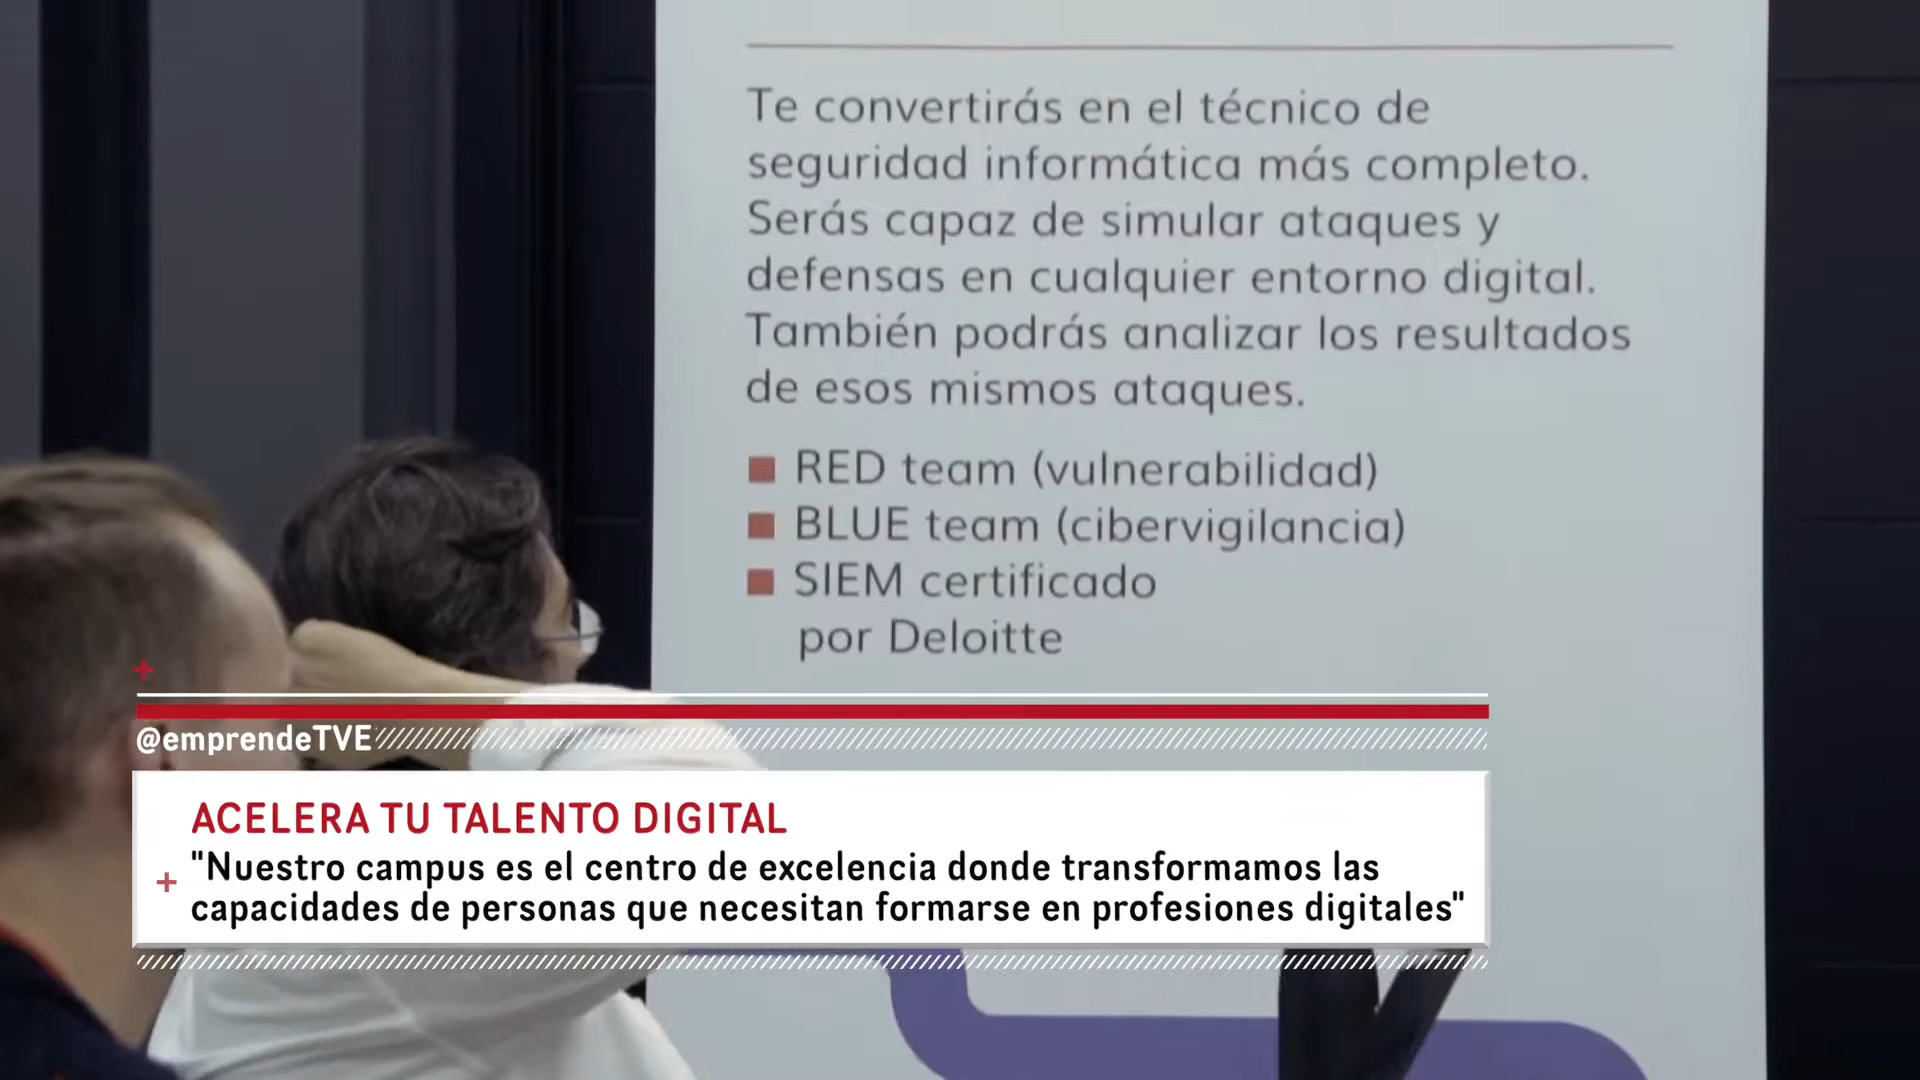 Te convertirás en el técnico de
seguridad informática más completo.
Serás capaz de simular ataques y
defensas en cualquier entorno digital.
También podrás analizar los resultados
de esos mismos ataques.
RED team (vulnerabilidad)
BLUE team (cibervigilancia)
SIEM certificado
por Deloitte
@emprendeTVE
ACELERA TU TALENTO DIGITAL
"Nuestro campus es el centro de excelencia donde transformamos las
capacidades de personas que necesitan formarse en profesiones digitales"